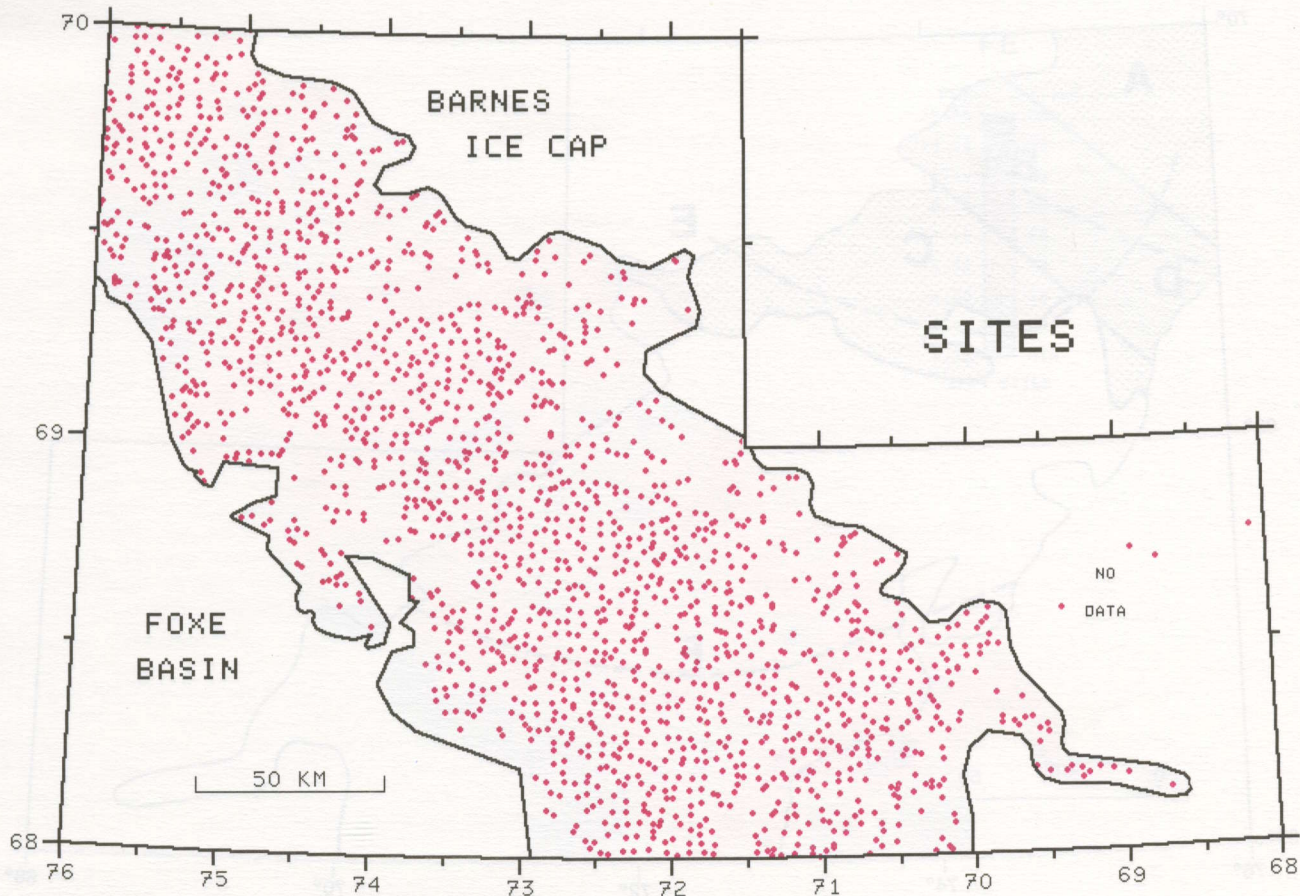 70
BARNES
ICE CAP
SITES
69
NO
DATA
FOXE
BASIN
50 KM
68
76 75 74 73 72 71 70 69 68